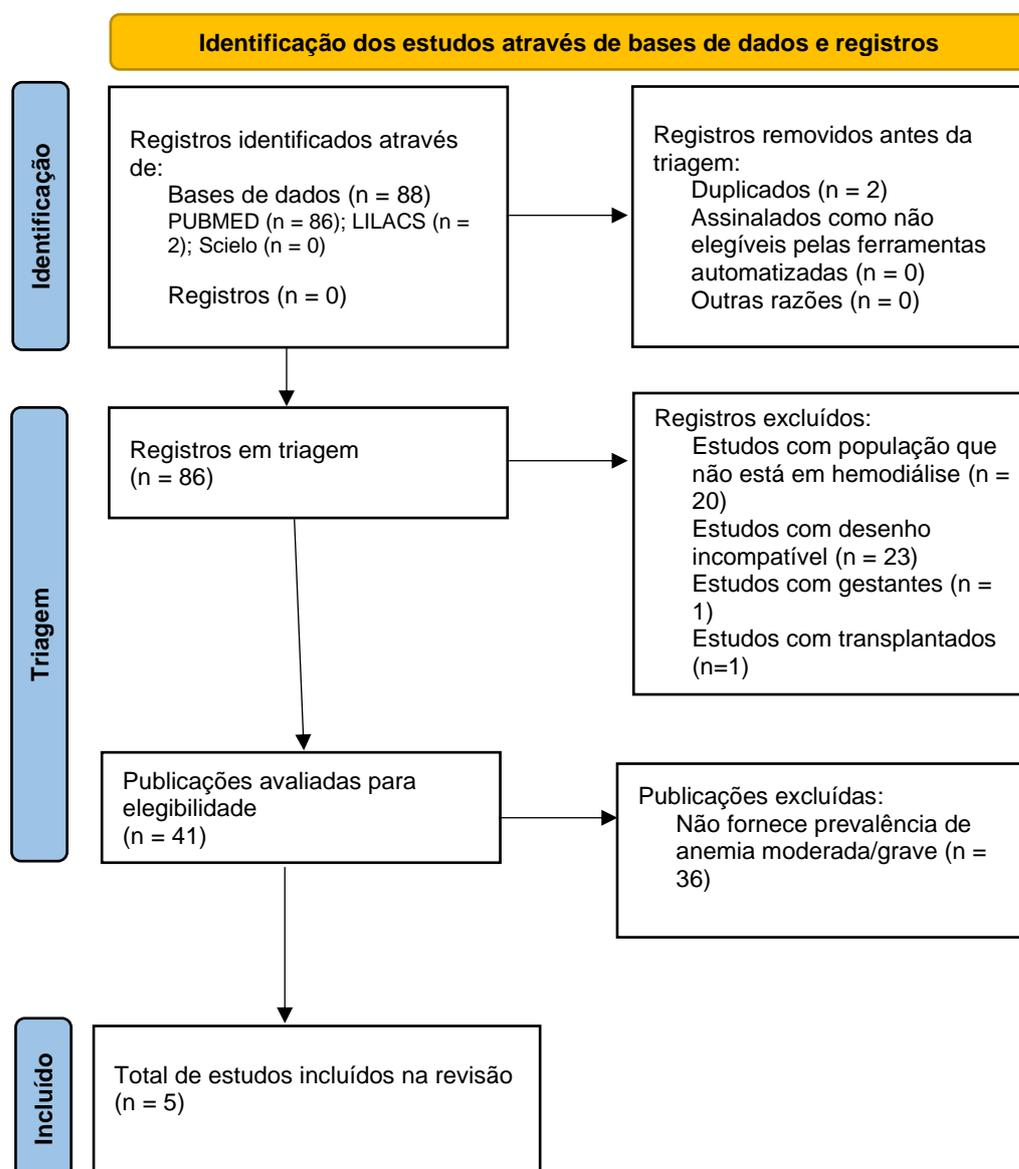 Identificação dos estudos através de bases de dados e registros
Identificação
Registros identificados através
de:
Bases de dados (n = 88)
PUBMED (n = 86); LILACS (n =
2); Scielo (n = 0)
Registros (n = 0)
Registros removidos antes da
triagem:
Duplicados (n = 2)
Assinalados como não
elegíveis pelas ferramentas
automatizadas (n = 0)
Outras razões (n = 0)
Triagem
Registros em triagem
(n = 86)
Registros excluídos:
Estudos com população que
não está em hemodiálise (n =
20)
Estudos com desenho
incompatível (n = 23)
Estudos com gestantes (n =
1)
Estudos com transplantados
(n=1)
Publicações avaliadas para
elegibilidade
(n = 41)
Publicações excluídas:
Não fornece prevalência de
anemia moderada/grave (n =
36)
Incluído
Total de estudos incluídos na revisão
(n = 5)